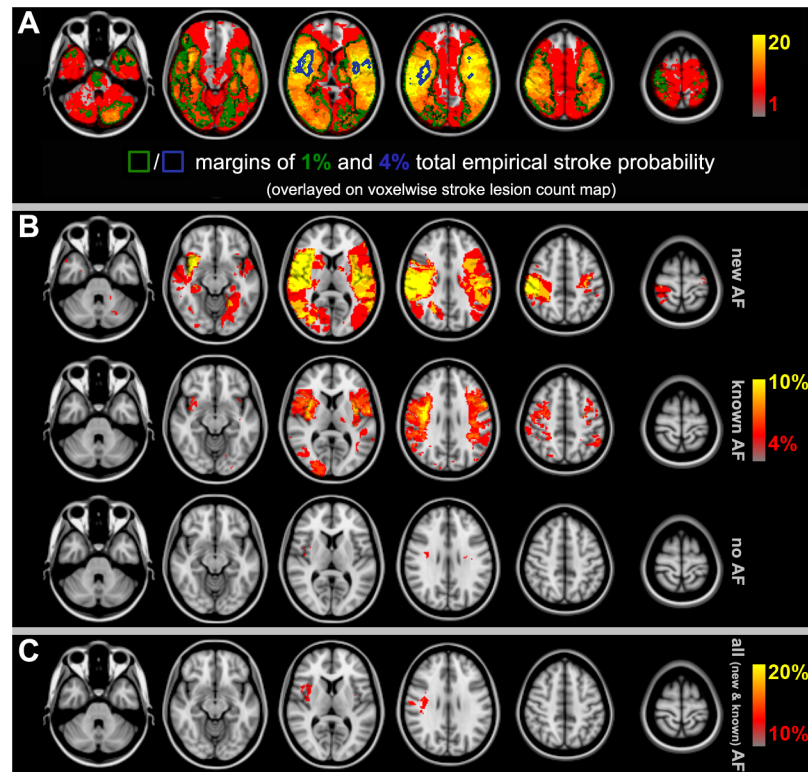 A
20
1
/ margins of 1% and 4% total empirical stroke probability
(overlayed on voxelwise stroke lesion count map)
B
new AF
known AF
10%
4%
no AF
C
all (new & known) AF
20%
10%